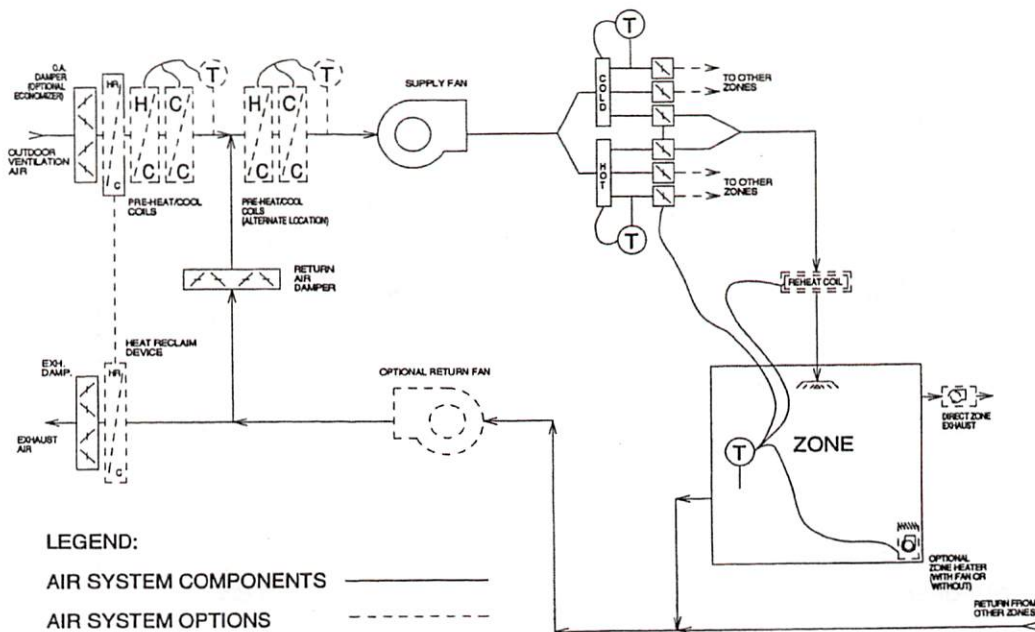 O.A.
DAMPER
(OPTIONAL
ECONOMIZER)
HR
C
OUTDOOR
VENTILATION
AIR
H
C
C
C
T
PRE-HEAT/COOL
COILS
H
C
C
C
T
PRE-HEAT/COOL
COILS
(ALTERNATE LOCATION)
SUPPLY FAN
T
COLD
HOT
T
TO OTHER
ZONES
TO OTHER
ZONES
RETURN
AIR
DAMPER
REHEAT COIL
HEAT RECLAIM
DEVICE
EXH.
DAMP.
HR
C
EXHAUST
AIR
OPTIONAL RETURN FAN
ZONE
T
DIRECT ZONE
EXHAUST
OPTIONAL
ZONE HEATER
(WITH FAN OR
WITHOUT)
RETURN FROM
OTHER ZONES
LEGEND:
AIR SYSTEM COMPONENTS
AIR SYSTEM OPTIONS